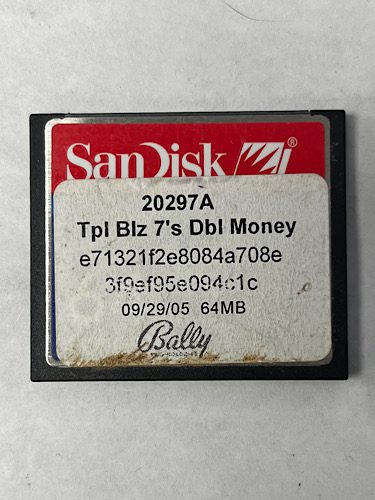 SanDisk®
20297A
Tpl Blz 7's Dbl Money
e71321f2e8084a708e
3f9ef95e094c1c
09/29/05 64MB
Bally